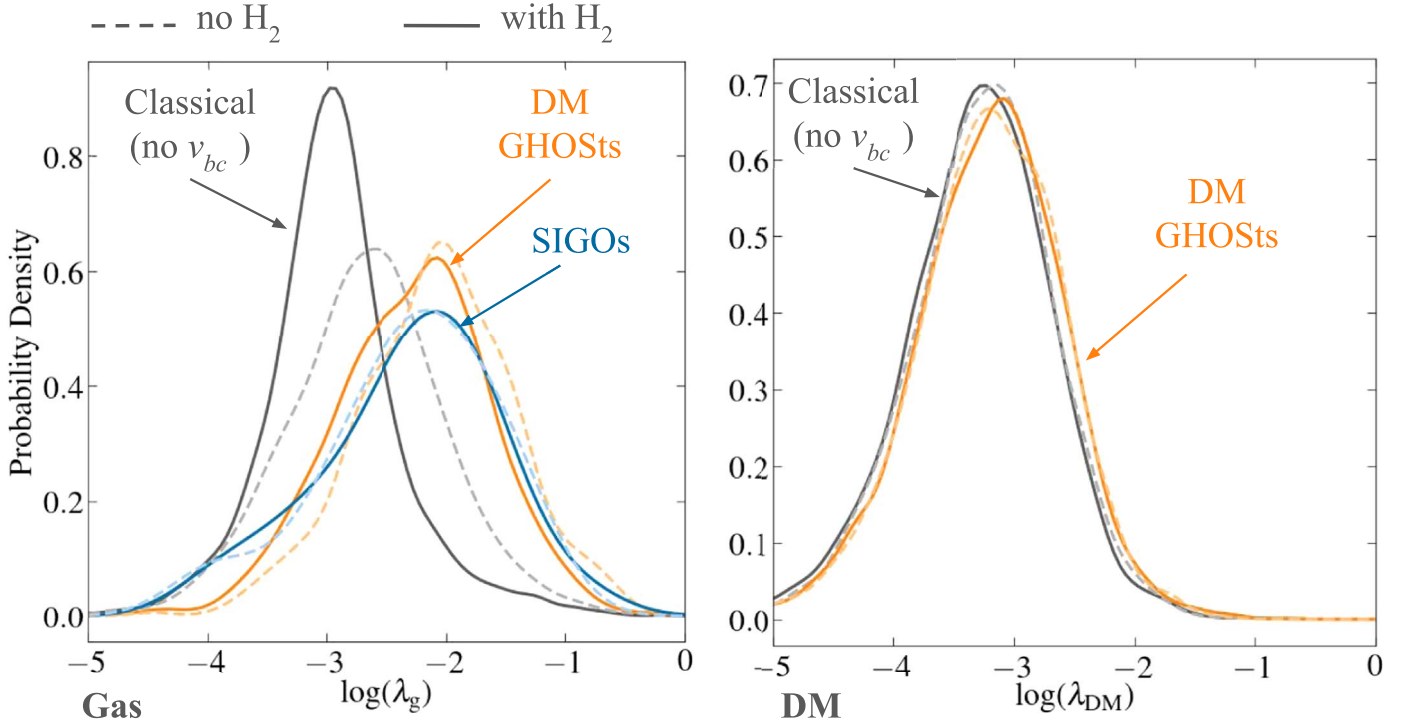 no H2
with H2
Classical
(no vbc )
DM
GHOSts
SIGOs
Probability Density
0.8
0.6
0.4
0.2
0.0
−5
−4
−3
−2
−1
0
log(λg)
Gas
Classical
(no vbc )
DM
GHOSts
0.7
0.6
0.5
0.4
0.3
0.2
0.1
0.0
−5
−4
−3
−2
−1
0
log(λDM)
DM